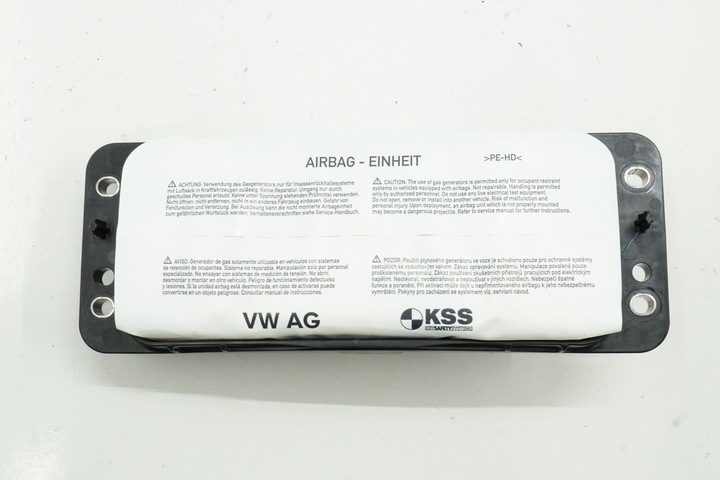 AIRBAG - EINHEIT
>PE-HD<
⚠ ACHTUNG. Verwendung des Gasgenerators nur für Insassenrückhaltesysteme
mit Luftsack in Kraftfahrzeugen zulässig. Keine Reparatur. Umgang nur durch
geschultes Personal erlaubt. Keine unter Spannung stehenden Prüfmittel verwenden.
Nicht öffnen, nicht entfernen, nicht in ein anderes Fahrzeug einbauen. Gefahr von
Fehlfunktion und Verletzung. Bei Auslösung kann die nicht montierte Airbageinheit
zum gefährlichen Wurfstück werden. Verhaltensvorschriften siehe Service-Handbuch.
⚠ CAUTION. The use of gas generators is permitted only for occupant restraint
systems in vehicles equipped with airbags. Not repairable. Handling is permitted
only by authorized personnel. Do not use any live electrical test equipment.
Do not open, remove or install into another vehicle. Risk of malfunction and
personal injury. Upon deployment, an airbag unit which is not properly mounted
may become a dangerous projectile. Refer to service manual for further instructions.
⚠ AVISO. Generador de gas solamente utilizable en vehículos con sistemas
de retención de ocupantes. Sistema no reparable. Manipulación solo por personal
especializado. No ensayar con sistemas de medición de tensión. No abrir,
desmontar o montar en otro vehículo. Peligro de funcionamiento defectuoso
y lesiones. Si la unidad airbag está desmontada, en caso de activarse puede
convertirse en un objeto peligroso. Consultar manual de instrucciones.
⚠ POZOR. Použití plynového generátoru ve voze je schváleno pouze pro ochranné systémy
cestujících se vzduchovým vakem. Zákaz opravování systému. Manipulace povolená pouze
proškolenému personálu. Zákaz používání zkušebních přístrojů pracujících pod elektrickým
napětím. Neotvírat, neodstraňovat a nezabudovávat v jiných vozidlech. Nebezpečí špatné
funkce a poranění. Při aktivaci může dojít u nepřimontovaného airbagu k jeho nebezpečnému
vymrštění. Pokyny pro zacházení se systémem viz. servisní návod.
VW AG
KSS
KEYSAFETYSYSTEMS